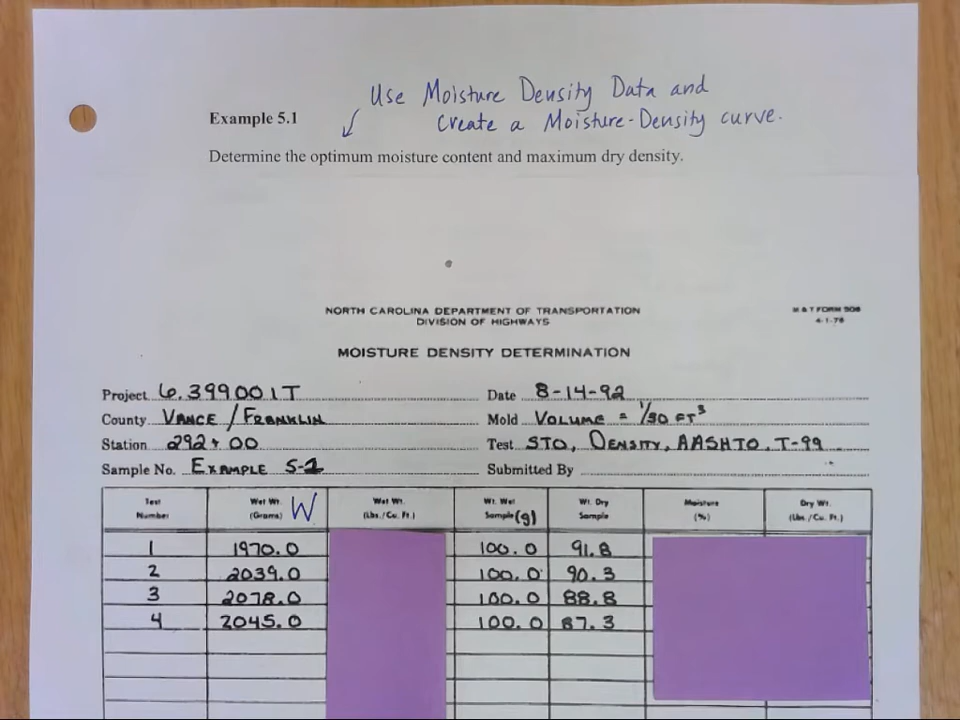 Use Moisture Density Data and
Example 5.1
Create a Moisture-Density curve.
Determine the optimum moisture content and maximum dry density.
NORTH CAROLINA DEPARTMENT OF TRANSPORTATION
DIVISION OF HIGHWAYS
M & T FORM 508
4-1-78
MOISTURE DENSITY DETERMINATION
Project 6.399001T Date 8-14-92
County VANCE / FRANKLIN Mold VOLUME = 1/30 FT³
Station 292+00 Test STD, DENSITY, AASHTO, T-99
Sample No. EXAMPLE 5-1 Submitted By
Test Number Wet Wt. (Grams) W Wet Wt. (Lbs./Cu. Ft.) Wt. Wet Sample (g) Wt. Dry Sample Moisture (%) Dry Wt. (Lbs./Cu. Ft.)
1 1970.0 100.0 91.8
2 2039.0 100.0 90.3
3 2078.0 100.0 88.8
4 2045.0 100.0 87.3